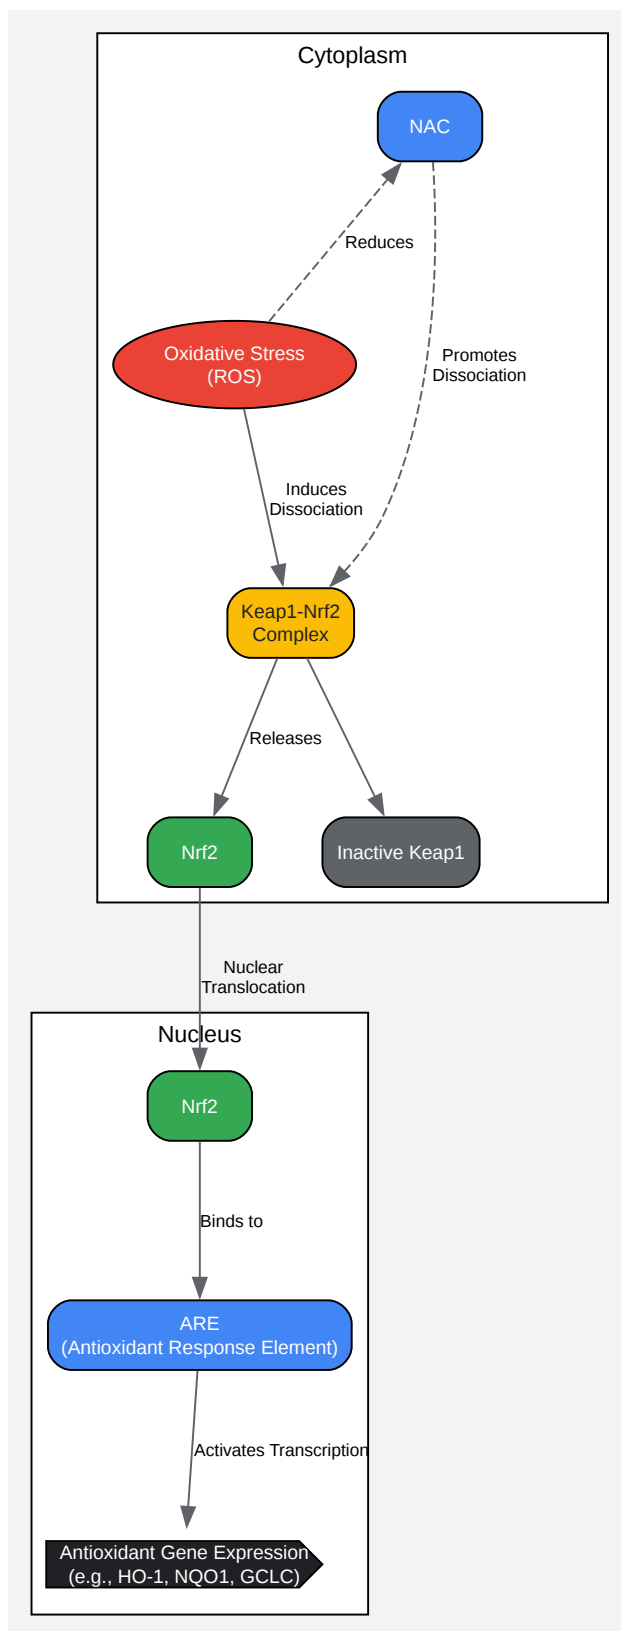 Cytoplasm
NAC
Reduces
Oxidative Stress
(ROS)
Promotes
Dissociation
Induces
Dissociation
Keap1-Nrf2
Complex
Releases
Nrf2
Inactive Keap1
Nuclear
Translocation
Nucleus
Nrf2
Binds to
ARE
(Antioxidant Response Element)
Activates Transcription
Antioxidant Gene Expression
(e.g., HO-1, NQO1, GCLC)